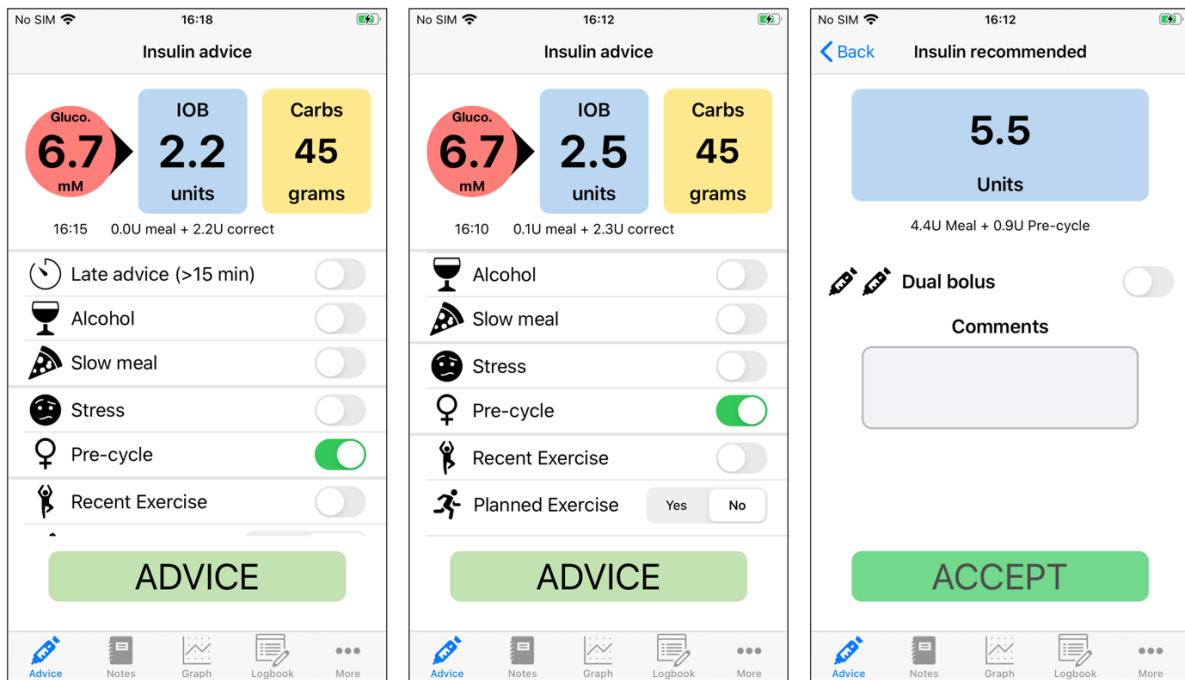 No SIM 16:18
Insulin advice
Gluco.
6.7
mM
IOB
2.2
units
Carbs
45
grams
16:15 0.0U meal + 2.2U correct
Late advice (>15 min)
Alcohol
Slow meal
Stress
Pre-cycle
Recent Exercise
ADVICE
Advice Notes Graph Logbook More
No SIM 16:12
Insulin advice
Gluco.
6.7
mM
IOB
2.5
units
Carbs
45
grams
16:10 0.1U meal + 2.3U correct
Alcohol
Slow meal
Stress
Pre-cycle
Recent Exercise
Planned Exercise Yes No
ADVICE
Advice Notes Graph Logbook More
No SIM 16:12
Back Insulin recommended
5.5
Units
4.4U Meal + 0.9U Pre-cycle
Dual bolus
Comments
ACCEPT
Advice Notes Graph Logbook More